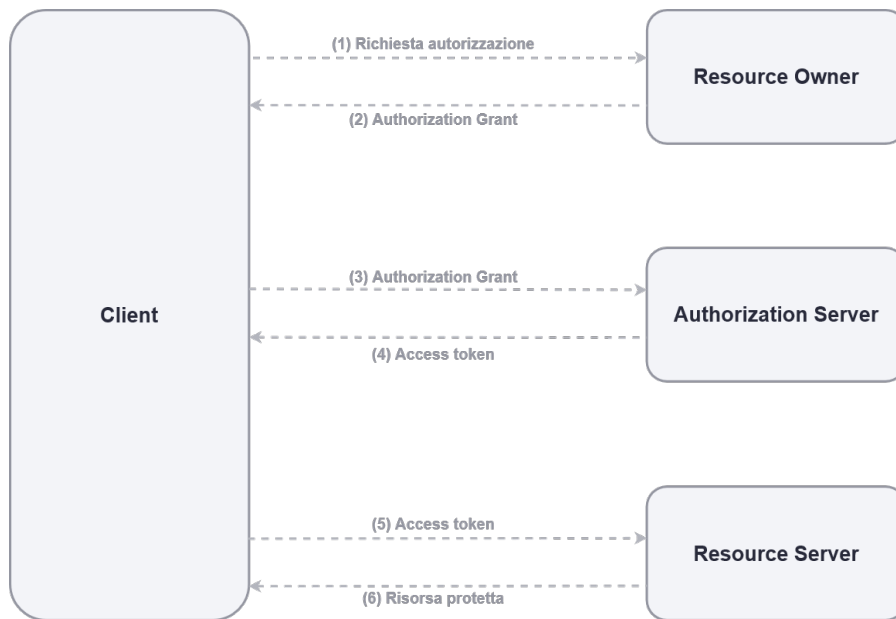 (1) Richiesta autorizzazione
Resource Owner
(2) Authorization Grant
(3) Authorization Grant
Client
Authorization Server
(4) Access token
(5) Access token
Resource Server
(6) Risorsa protetta